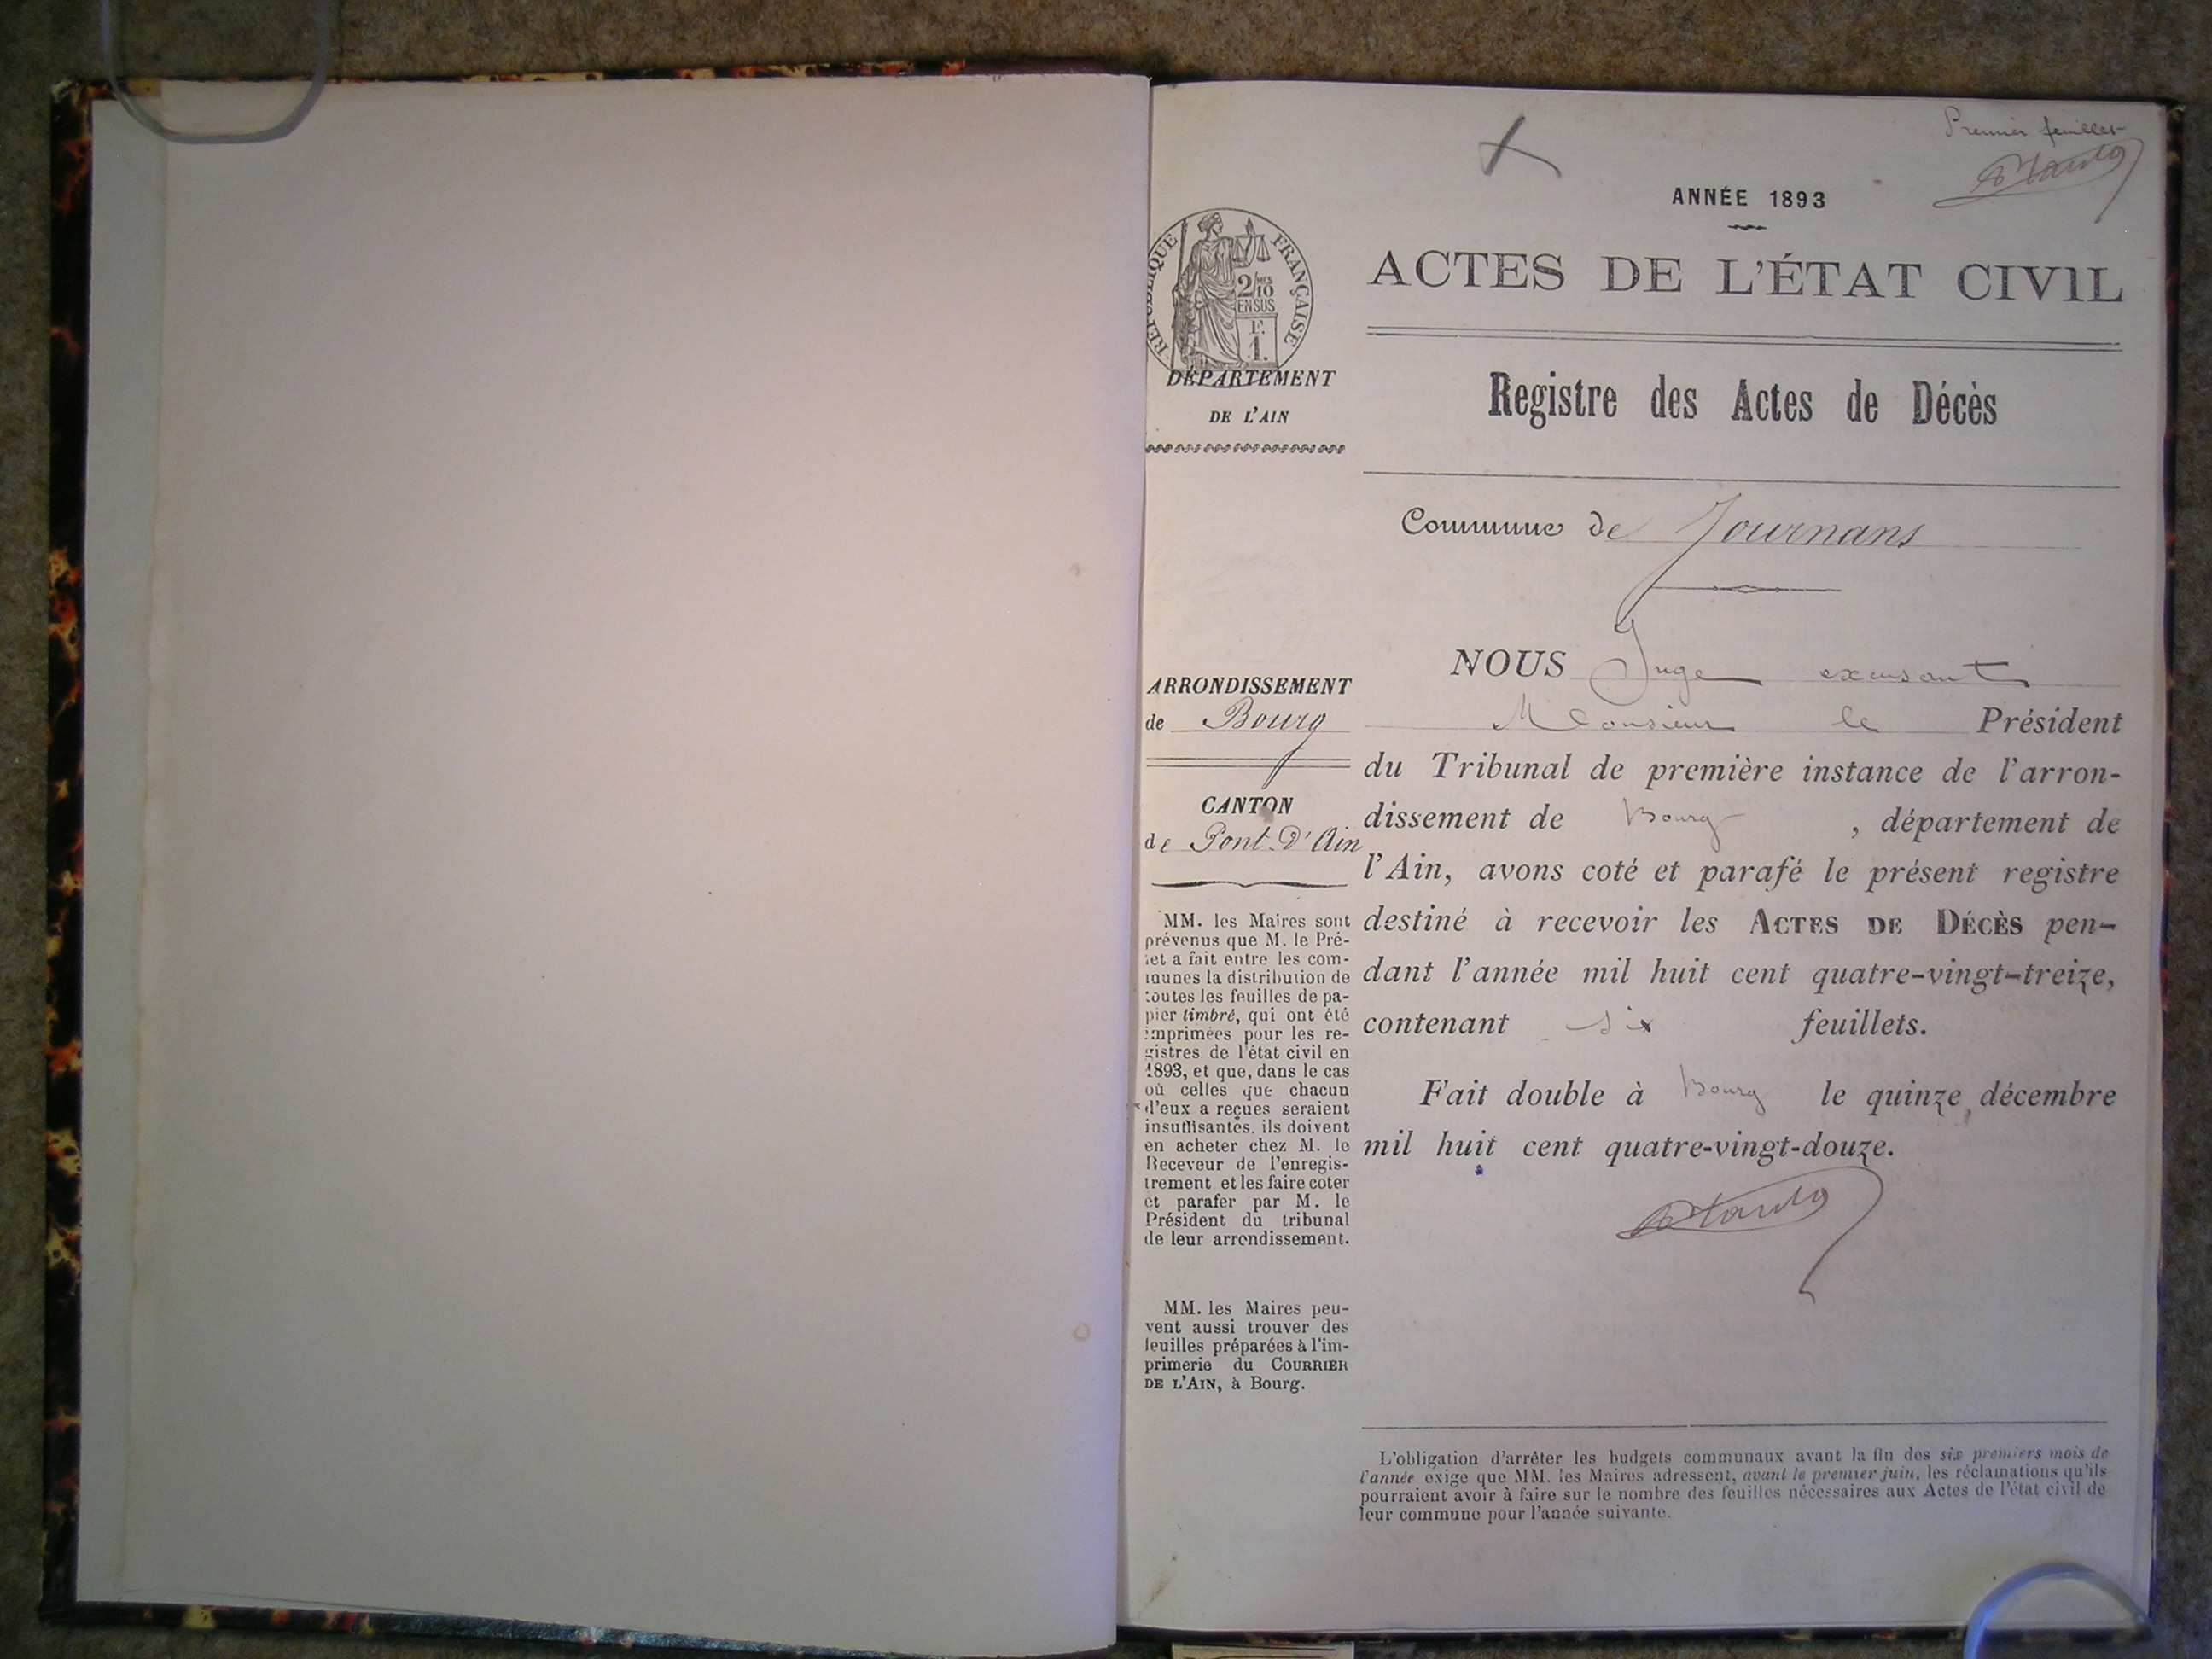 Premier feuillet
ANNÉE 1893
ACTES DE L'ÉTAT CIVIL
RÉPUBLIQUE FRANÇAISE
2/10 MES
EN SUS
F.
1.
DÉPARTEMENT
DE L'AIN
Registre des Actes de Décès
Commune de Journans
ARRONDISSEMENT
de Bourg
CANTON
de Pont-D'Ain
MM. les Maires sont
prévenus que M. le Pré-
fet a fait entre les com-
munes la distribution de
toutes les feuilles de pa-
pier timbré, qui ont été
imprimées pour les re-
gistres de l'état civil en
1893, et que, dans le cas
où celles que chacun
d'eux a reçues seraient
insuffisantes, ils doivent
en acheter chez M. le
Receveur de l'enregis-
trement et les faire coter
et parafer par M. le
Président du tribunal
de leur arrondissement.
MM. les Maires peu-
vent aussi trouver des
feuilles préparées à l'im-
primerie du COURRIER
DE L'AIN, à Bourg.
NOUS Juge excusant
Monsieur le Président
du Tribunal de première instance de l'arron-
dissement de Bourg, département de
l'Ain, avons coté et parafé le présent registre
destiné à recevoir les ACTES DE DÉCÈS pen-
dant l'année mil huit cent quatre-vingt-treize,
contenant six feuillets.
Fait double à Bourg le quinze décembre
mil huit cent quatre-vingt-douze.
L'obligation d'arrêter les budgets communaux avant la fin des six premiers mois de
l'année exige que MM. les Maires adressent, avant le premier juin, les réclamations qu'ils
pourraient avoir à faire sur le nombre des feuilles nécessaires aux Actes de l'état civil de
leur commune pour l'année suivante.